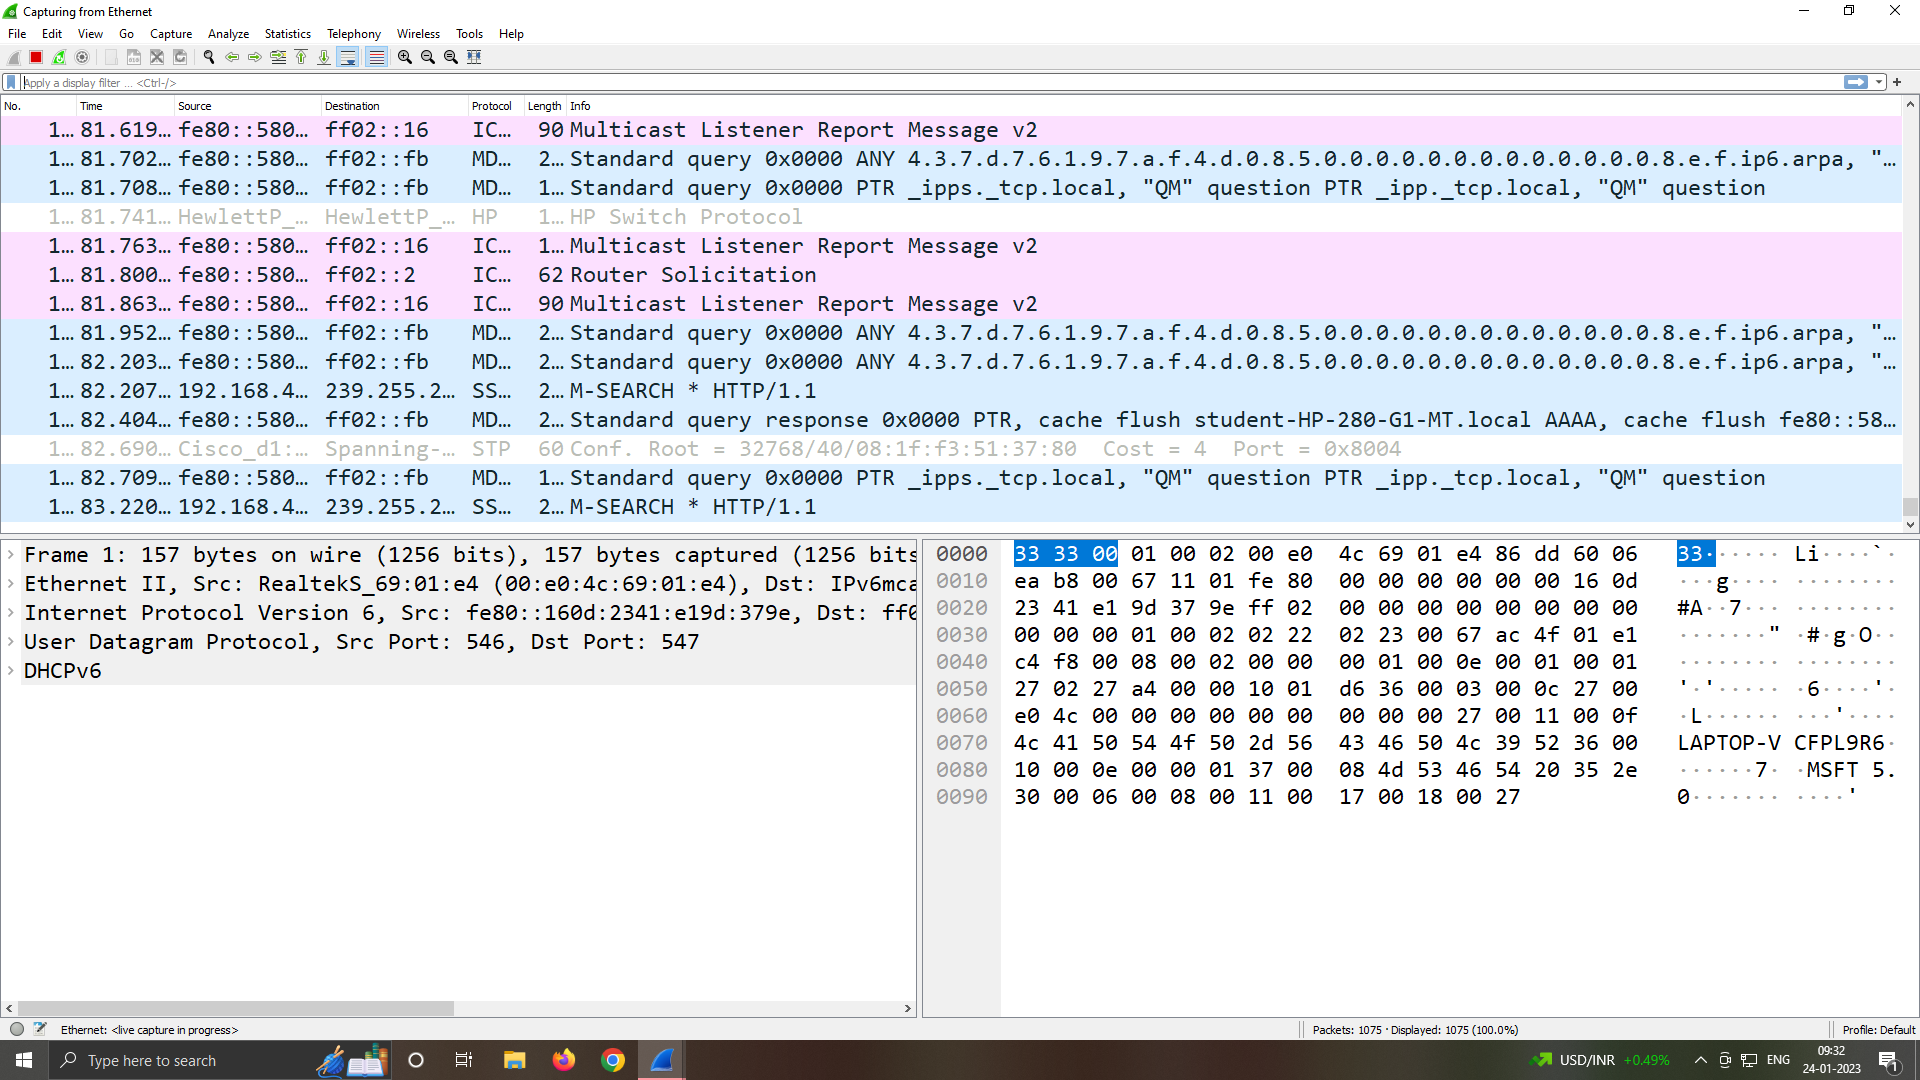 Capturing from Ethernet
File Edit View Go Capture Analyze Statistics Telephony Wireless Tools Help
Apply a display filter ... <Ctrl-/>
No. Time Source Destination Protocol Length Info
1… 81.619… fe80::580… ff02::16 IC… 90 Multicast Listener Report Message v2
1… 81.702… fe80::580… ff02::fb MD… 2… Standard query 0x0000 ANY 4.3.7.d.7.6.1.9.7.a.f.4.d.0.8.5.0.0.0.0.0.0.0.0.0.0.0.0.0.8.e.f.ip6.arpa, "…
1… 81.708… fe80::580… ff02::fb MD… 1… Standard query 0x0000 PTR _ipps._tcp.local, "QM" question PTR _ipp._tcp.local, "QM" question
1… 81.741… HewlettP_… HewlettP_… HP 1… HP Switch Protocol
1… 81.763… fe80::580… ff02::16 IC… 1… Multicast Listener Report Message v2
1… 81.800… fe80::580… ff02::2 IC… 62 Router Solicitation
1… 81.863… fe80::580… ff02::16 IC… 90 Multicast Listener Report Message v2
1… 81.952… fe80::580… ff02::fb MD… 2… Standard query 0x0000 ANY 4.3.7.d.7.6.1.9.7.a.f.4.d.0.8.5.0.0.0.0.0.0.0.0.0.0.0.0.0.8.e.f.ip6.arpa, "…
1… 82.203… fe80::580… ff02::fb MD… 2… Standard query 0x0000 ANY 4.3.7.d.7.6.1.9.7.a.f.4.d.0.8.5.0.0.0.0.0.0.0.0.0.0.0.0.0.8.e.f.ip6.arpa, "…
1… 82.207… 192.168.4… 239.255.2… SS… 2… M-SEARCH * HTTP/1.1
1… 82.404… fe80::580… ff02::fb MD… 2… Standard query response 0x0000 PTR, cache flush student-HP-280-G1-MT.local AAAA, cache flush fe80::58…
1… 82.690… Cisco_d1:… Spanning-… STP 60 Conf. Root = 32768/40/08:1f:f3:51:37:80 Cost = 4 Port = 0x8004
1… 82.709… fe80::580… ff02::fb MD… 1… Standard query 0x0000 PTR _ipps._tcp.local, "QM" question PTR _ipp._tcp.local, "QM" question
1… 83.220… 192.168.4… 239.255.2… SS… 2… M-SEARCH * HTTP/1.1
Frame 1: 157 bytes on wire (1256 bits), 157 bytes captured (1256 bits
Ethernet II, Src: RealtekS_69:01:e4 (00:e0:4c:69:01:e4), Dst: IPv6mca
Internet Protocol Version 6, Src: fe80::160d:2341:e19d:379e, Dst: ff0
User Datagram Protocol, Src Port: 546, Dst Port: 547
DHCPv6
0000 33 33 00 01 00 02 00 e0 4c 69 01 e4 86 dd 60 06 33······ Li····`·
0010 ea b8 00 67 11 01 fe 80 00 00 00 00 00 00 16 0d ···g···· ········
0020 23 41 e1 9d 37 9e ff 02 00 00 00 00 00 00 00 00 #A··7··· ········
0030 00 00 00 01 00 02 02 22 02 23 00 67 ac 4f 01 e1 ·······" ·#·g·O··
0040 c4 f8 00 08 00 02 00 00 00 01 00 0e 00 01 00 01 ········ ········
0050 27 02 27 a4 00 00 10 01 d6 36 00 03 00 0c 27 00 '·'····· ·6····'·
0060 e0 4c 00 00 00 00 00 00 00 00 00 27 00 11 00 0f ·L······ ···'····
0070 4c 41 50 54 4f 50 2d 56 43 46 50 4c 39 52 36 00 LAPTOP-V CFPL9R6·
0080 10 00 0e 00 00 01 37 00 08 4d 53 46 54 20 35 2e ······7· ·MSFT 5.
0090 30 00 06 00 08 00 11 00 17 00 18 00 27 0······· ····'
Ethernet: <live capture in progress> Packets: 1075 · Displayed: 1075 (100.0%) Profile: Default
Type here to search USD/INR +0.49% ENG 09:32
24-01-2023 1